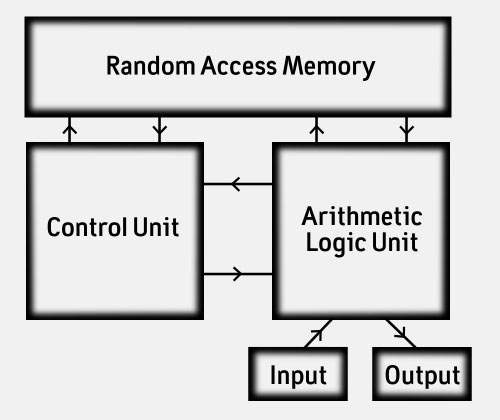 Random Access Memory
Control Unit
Arithmetic
Logic Unit
Input
Output